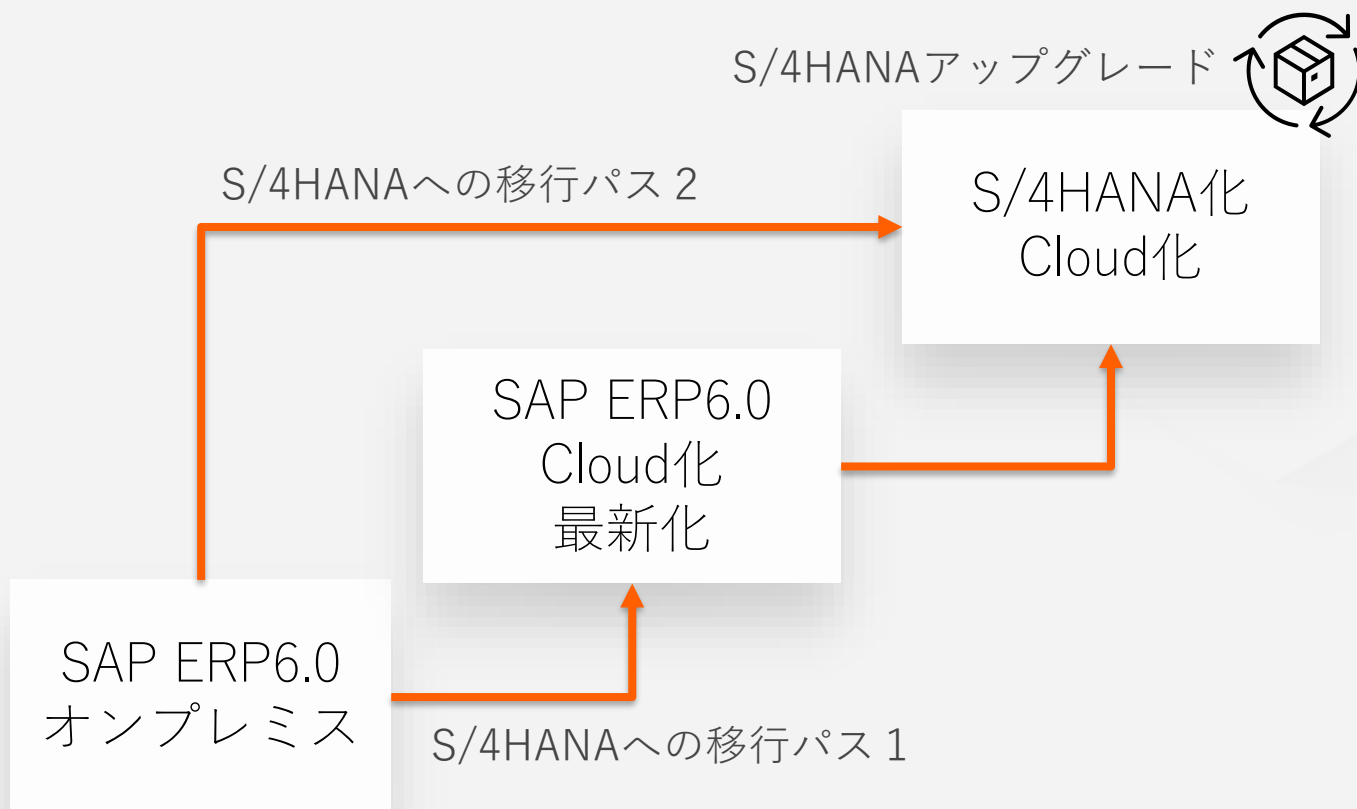 S/4HANAアップグレード
S/4HANAへの移行パス 2
S/4HANA化
Cloud化
SAP ERP6.0
Cloud化
最新化
SAP ERP6.0
オンプレミス
S/4HANAへの移行パス 1